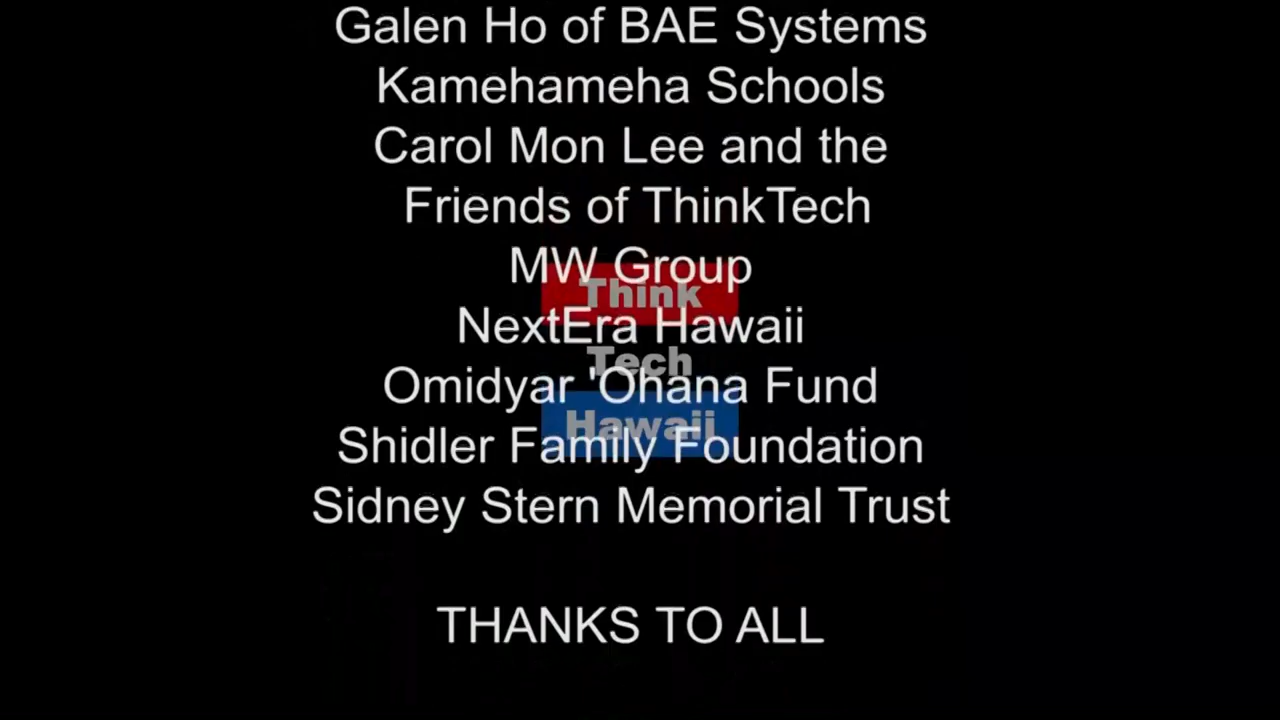 Galen Ho of BAE Systems
Kamehameha Schools
Carol Mon Lee and the
Friends of ThinkTech
MW Group
Think
NextEra Hawaii
Tech
Omidyar 'Ohana Fund
Hawaii
Shidler Family Foundation
Sidney Stern Memorial Trust
THANKS TO ALL